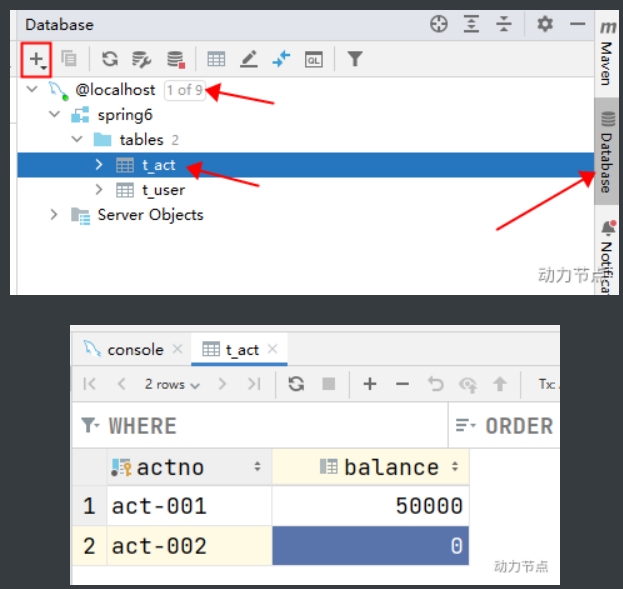 Database
m
Maven
@localhost 1 of 9
spring6
tables 2
t_act
t_user
Server Objects
Database
Notifica
动力节点
console
t_act
2 rows
Tx:
WHERE
ORDER
actno
balance
1 act-001 50000
2 act-002 0
动力节点